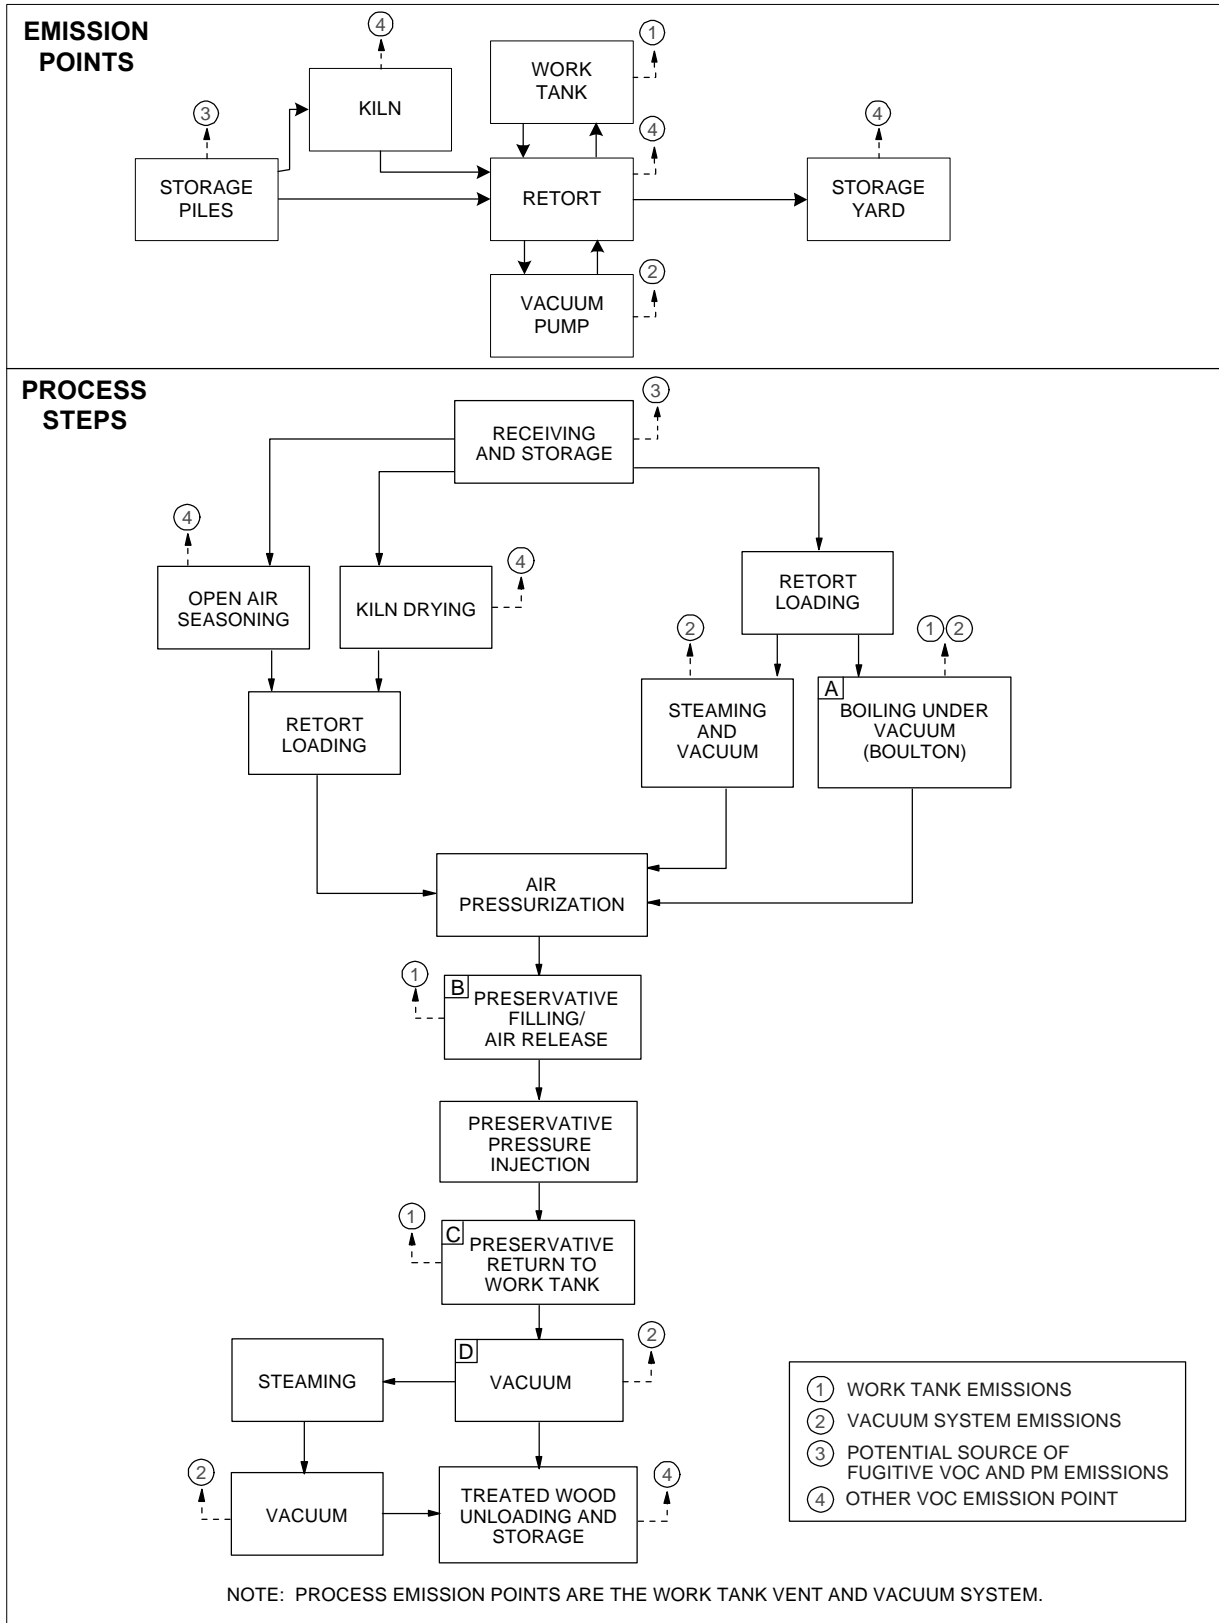 EMISSION
POINTS
4
1
WORK
TANK
KILN
3
4
4
STORAGE
PILES
RETORT
STORAGE
YARD
2
VACUUM
PUMP
PROCESS
STEPS
3
RECEIVING
AND STORAGE
4
4
OPEN AIR
SEASONING
KILN DRYING
RETORT
LOADING
2
1 2
RETORT
LOADING
STEAMING
AND
VACUUM
A
BOILING UNDER
VACUUM
(BOULTON)
AIR
PRESSURIZATION
1
B
PRESERVATIVE
FILLING/
AIR RELEASE
PRESERVATIVE
PRESSURE
INJECTION
1
C
PRESERVATIVE
RETURN TO
WORK TANK
2
D
VACUUM
STEAMING
2
VACUUM
4
TREATED WOOD
UNLOADING AND
STORAGE
1 WORK TANK EMISSIONS
2 VACUUM SYSTEM EMISSIONS
3 POTENTIAL SOURCE OF
FUGITIVE VOC AND PM EMISSIONS
4 OTHER VOC EMISSION POINT
NOTE: PROCESS EMISSION POINTS ARE THE WORK TANK VENT AND VACUUM SYSTEM.